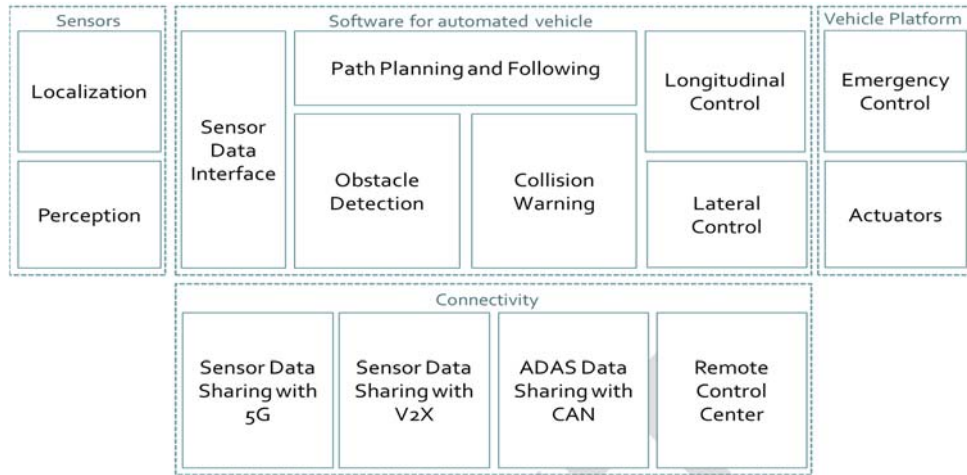 Sensors
Localization
Perception
Software for automated vehicle
Sensor
Data
Interface
Path Planning and Following
Obstacle
Detection
Collision
Warning
Longitudinal
Control
Lateral
Control
Vehicle Platform
Emergency
Control
Actuators
Connectivity
Sensor Data
Sharing with
5G
Sensor Data
Sharing with
V2X
ADAS Data
Sharing with
CAN
Remote
Control
Center